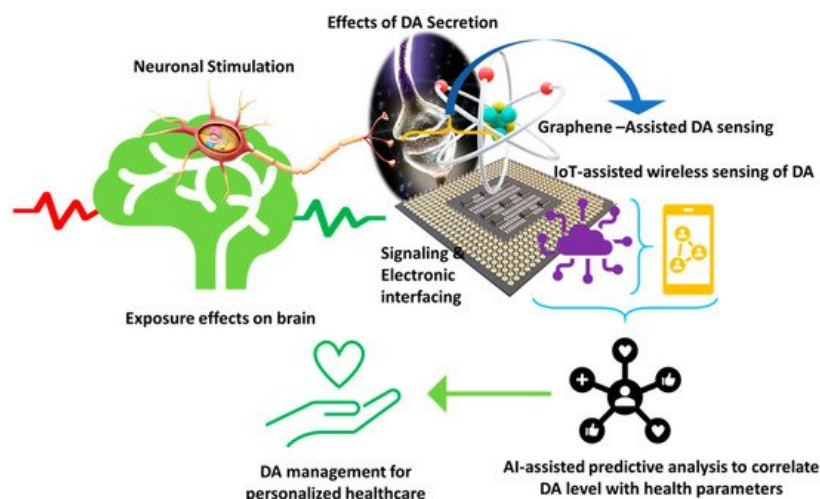 Effects of DA Secretion
Neuronal Stimulation
Graphene –Assisted DA sensing
IoT-assisted wireless sensing of DA
Signaling &
Electronic
interfacing
Exposure effects on brain
DA management for
personalized healthcare
AI-assisted predictive analysis to correlate
DA level with health parameters